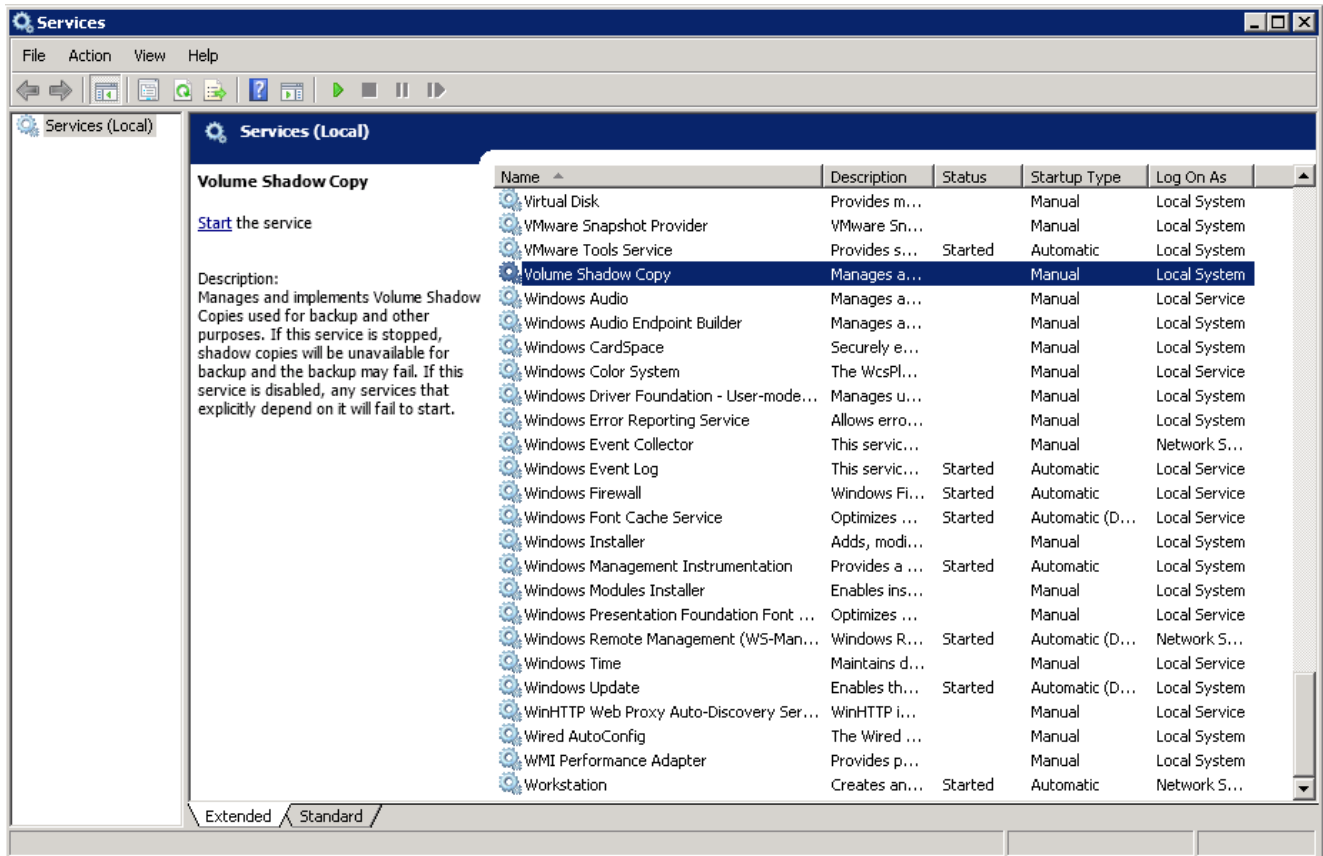 Services
File Action View Help
Services (Local)
Services (Local)
Volume Shadow Copy
Start the service
Description:
Manages and implements Volume Shadow
Copies used for backup and other
purposes. If this service is stopped,
shadow copies will be unavailable for
backup and the backup may fail. If this
service is disabled, any services that
explicitly depend on it will fail to start.
Name Description Status Startup Type Log On As
Virtual Disk Provides m... Manual Local System
VMware Snapshot Provider VMware Sn... Manual Local System
VMware Tools Service Provides s... Started Automatic Local System
Volume Shadow Copy Manages a... Manual Local System
Windows Audio Manages a... Manual Local Service
Windows Audio Endpoint Builder Manages a... Manual Local System
Windows CardSpace Securely e... Manual Local System
Windows Color System The WcsPl... Manual Local Service
Windows Driver Foundation - User-mode... Manages u... Manual Local System
Windows Error Reporting Service Allows erro... Manual Local System
Windows Event Collector This servic... Manual Network S...
Windows Event Log This servic... Started Automatic Local Service
Windows Firewall Windows Fi... Started Automatic Local Service
Windows Font Cache Service Optimizes ... Started Automatic (D... Local Service
Windows Installer Adds, modi... Manual Local System
Windows Management Instrumentation Provides a ... Started Automatic Local System
Windows Modules Installer Enables ins... Manual Local System
Windows Presentation Foundation Font ... Optimizes ... Manual Local Service
Windows Remote Management (WS-Man... Windows R... Started Automatic (D... Network S...
Windows Time Maintains d... Manual Local Service
Windows Update Enables th... Started Automatic (D... Local System
WinHTTP Web Proxy Auto-Discovery Ser... WinHTTP i... Manual Local Service
Wired AutoConfig The Wired ... Manual Local System
WMI Performance Adapter Provides p... Manual Local System
Workstation Creates an... Started Automatic Network S...
Extended Standard